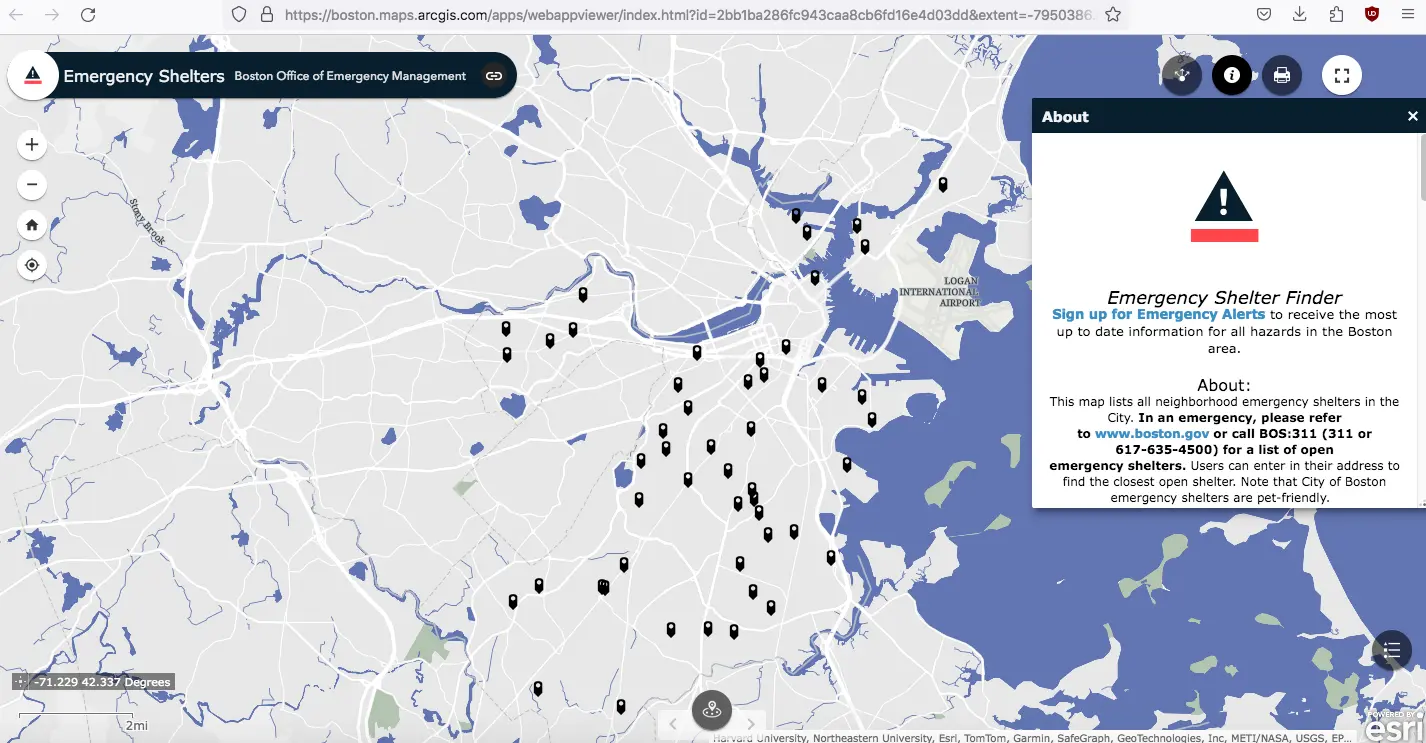 https://boston.maps.arcgis.com/apps/webappviewer/index.html?id=2bb1ba286fc943caa8cb6fd16e4d03dd&extent=-7950386.
Emergency Shelters Boston Office of Emergency Management
About
Stony Brook
LOGAN
INTERNATIONAL
AIRPORT
Emergency Shelter Finder
Sign up for Emergency Alerts to receive the most
up to date information for all hazards in the Boston
area.
About:
This map lists all neighborhood emergency shelters in the
City. In an emergency, please refer
to www.boston.gov or call BOS:311 (311 or
617-635-4500) for a list of open
emergency shelters. Users can enter in their address to
find the closest open shelter. Note that City of Boston
emergency shelters are pet-friendly.
-71.229 42.337 Degrees
2mi
POWERED BY
esri
Harvard University, Northeastern University, Esri, TomTom, Garmin, SafeGraph, GeoTechnologies, Inc, METI/NASA, USGS, EP...